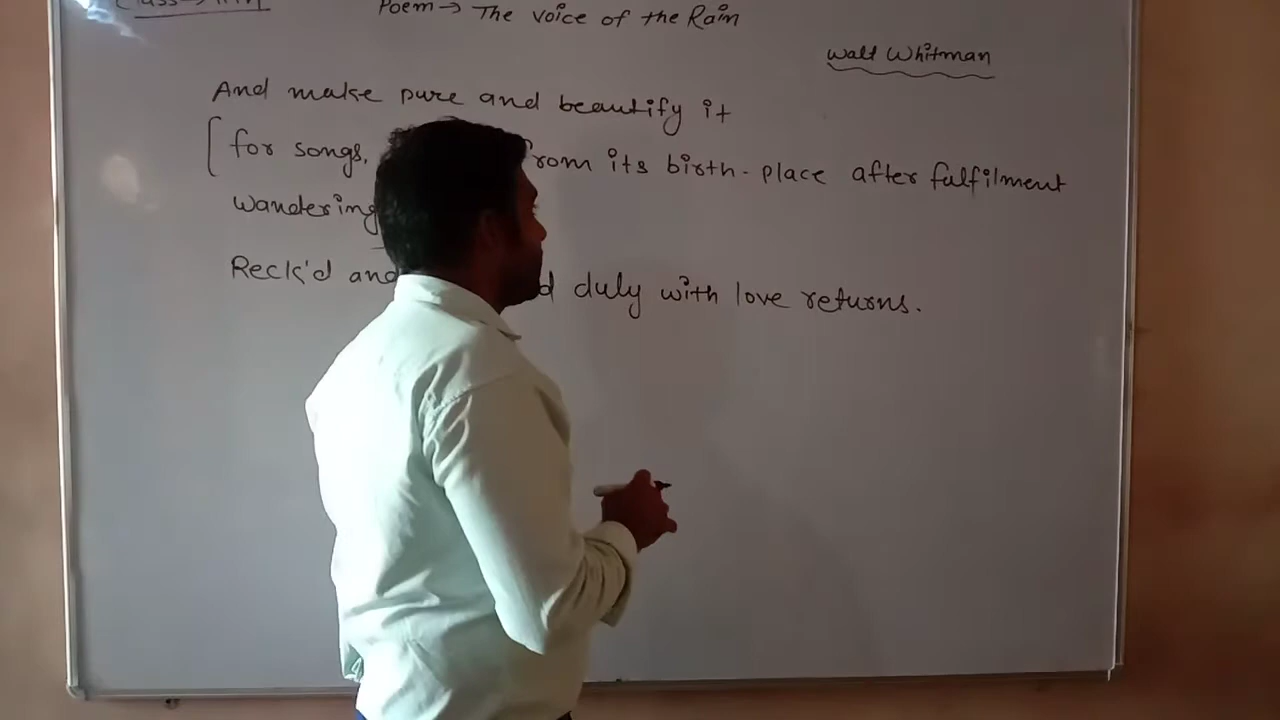 Poem → The voice of the Rain
Walt Whitman
And make pure and beautify it
[ for songs, from its birth-place after fulfilment
wandering
Reck'd and duly with love returns.